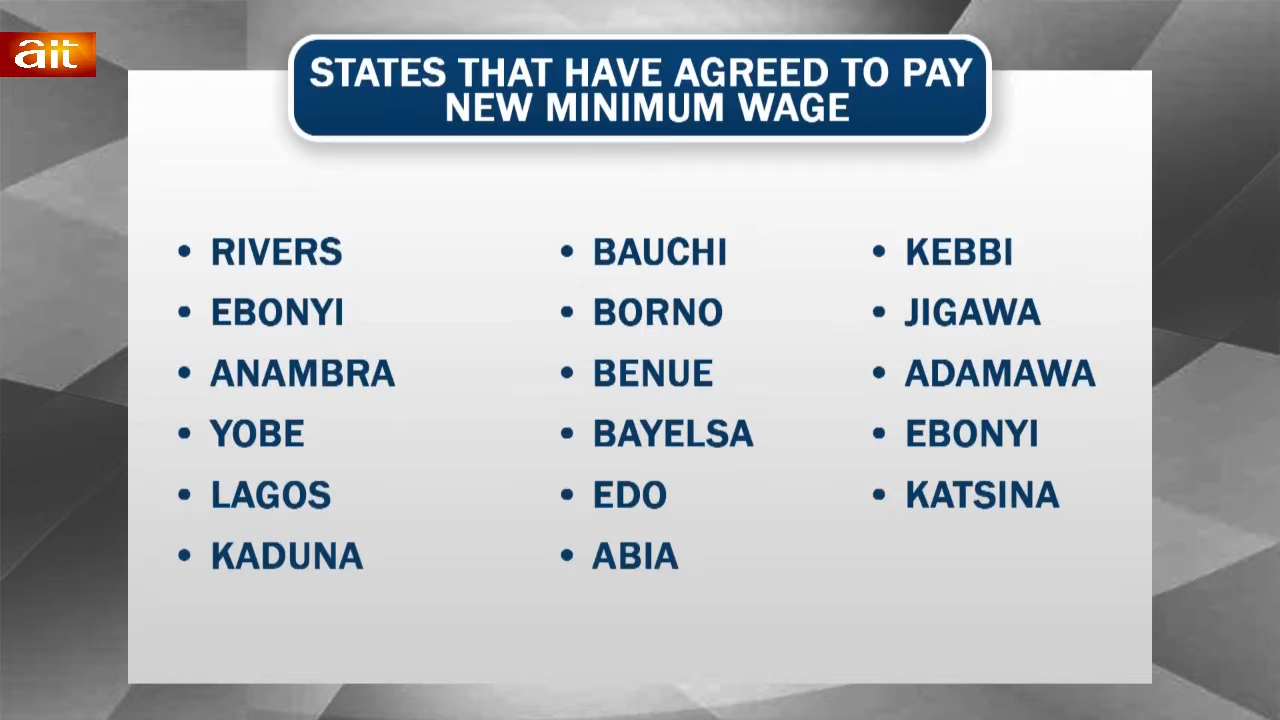 ait
STATES THAT HAVE AGREED TO PAY
NEW MINIMUM WAGE
• RIVERS
• EBONYI
• ANAMBRA
• YOBE
• LAGOS
• KADUNA
• BAUCHI
• BORNO
• BENUE
• BAYELSA
• EDO
• ABIA
• KEBBI
• JIGAWA
• ADAMAWA
• EBONYI
• KATSINA